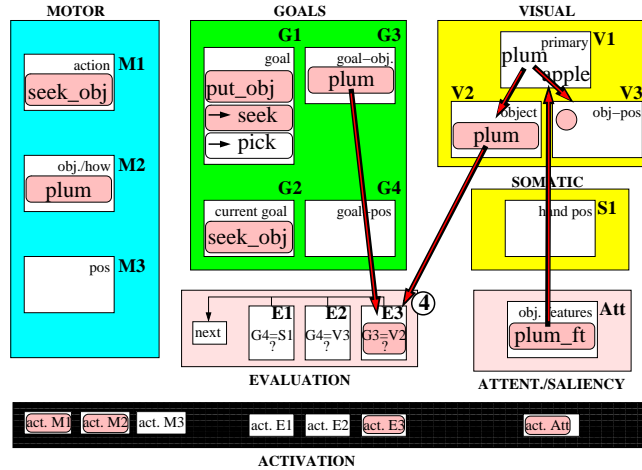 MOTOR
action M1
seek_obj
obj./how M2
plum
pos M3
GOALS
G1
goal
put_obj
→ seek
→ pick
G3
goal-obj.
plum
G2
current goal
seek_obj
G4
goal-pos
VISUAL
V1
primary
plum
apple
V2
object
plum
V3
obj-pos
SOMATIC
S1
hand pos
4
next
E1
G4=S1
?
E2
G4=V3
?
E3
G3=V2
?
EVALUATION
Att
obj. features
plum_ft
ATTENT./SALIENCY
act. M1 act. M2 act. M3 act. E1 act. E2 act. E3 act. Att
ACTIVATION